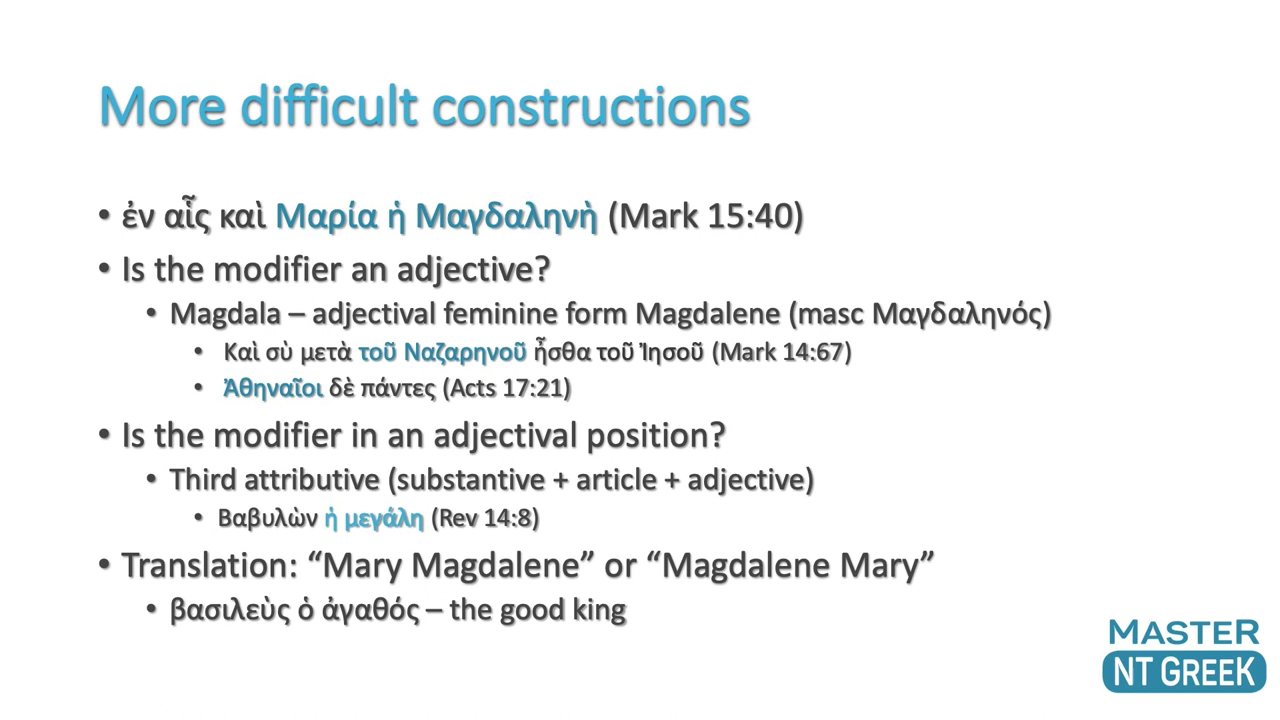 More difficult constructions
• ἐν αἷς καὶ Μαρία ἡ Μαγδαληνὴ (Mark 15:40)
• Is the modifier an adjective?
• Magdala – adjectival feminine form Magdalene (masc Μαγδαληνός)
• Καὶ σὺ μετὰ τοῦ Ναζαρηνοῦ ἦσθα τοῦ Ἰησοῦ (Mark 14:67)
• Ἀθηναῖοι δὲ πάντες (Acts 17:21)
• Is the modifier in an adjectival position?
• Third attributive (substantive + article + adjective)
• Βαβυλὼν ἡ μεγάλη (Rev 14:8)
• Translation: “Mary Magdalene” or “Magdalene Mary”
• βασιλεὺς ὁ ἀγαθός – the good king
MASTER
NT GREEK